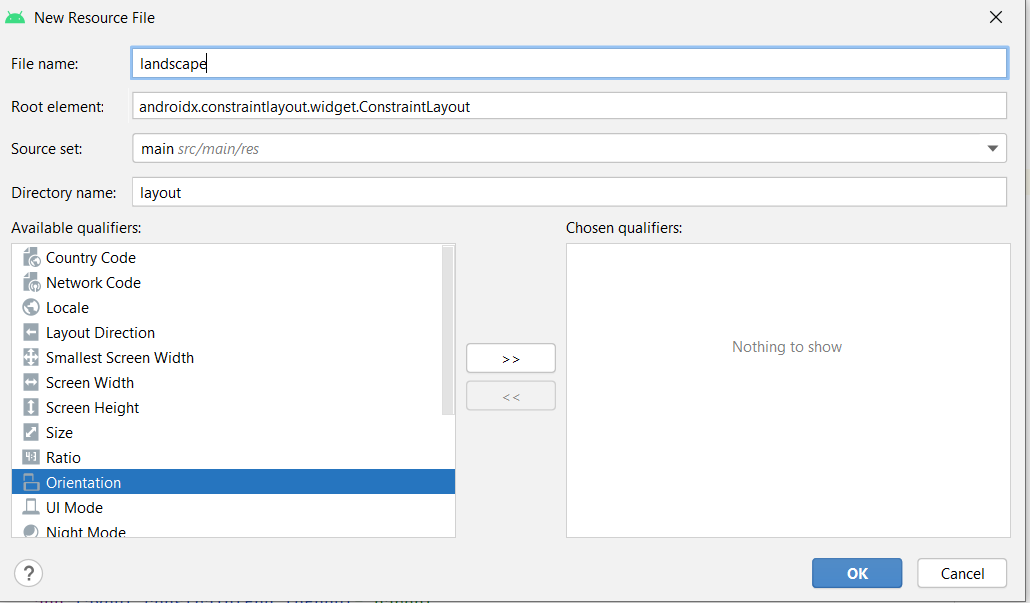 New Resource File
File name:
landscape
Root element:
androidx.constraintlayout.widget.ConstraintLayout
Source set:
main src/main/res
Directory name:
layout
Available qualifiers:
Chosen qualifiers:
Country Code
Network Code
Locale
Layout Direction
Smallest Screen Width
Screen Width
Screen Height
Size
Ratio
Orientation
UI Mode
Night Mode
>>
<<
Nothing to show
?
OK
Cancel